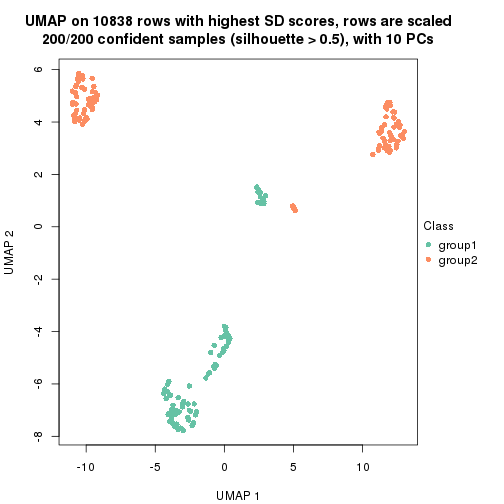 UMAP on 10838 rows with highest SD scores, rows are scaled
200/200 confident samples (silhouette > 0.5), with 10 PCs
6
4
2
0
-2
-4
-6
-8
UMAP 2
-10
-5
0
5
10
UMAP 1
Class
group1
group2